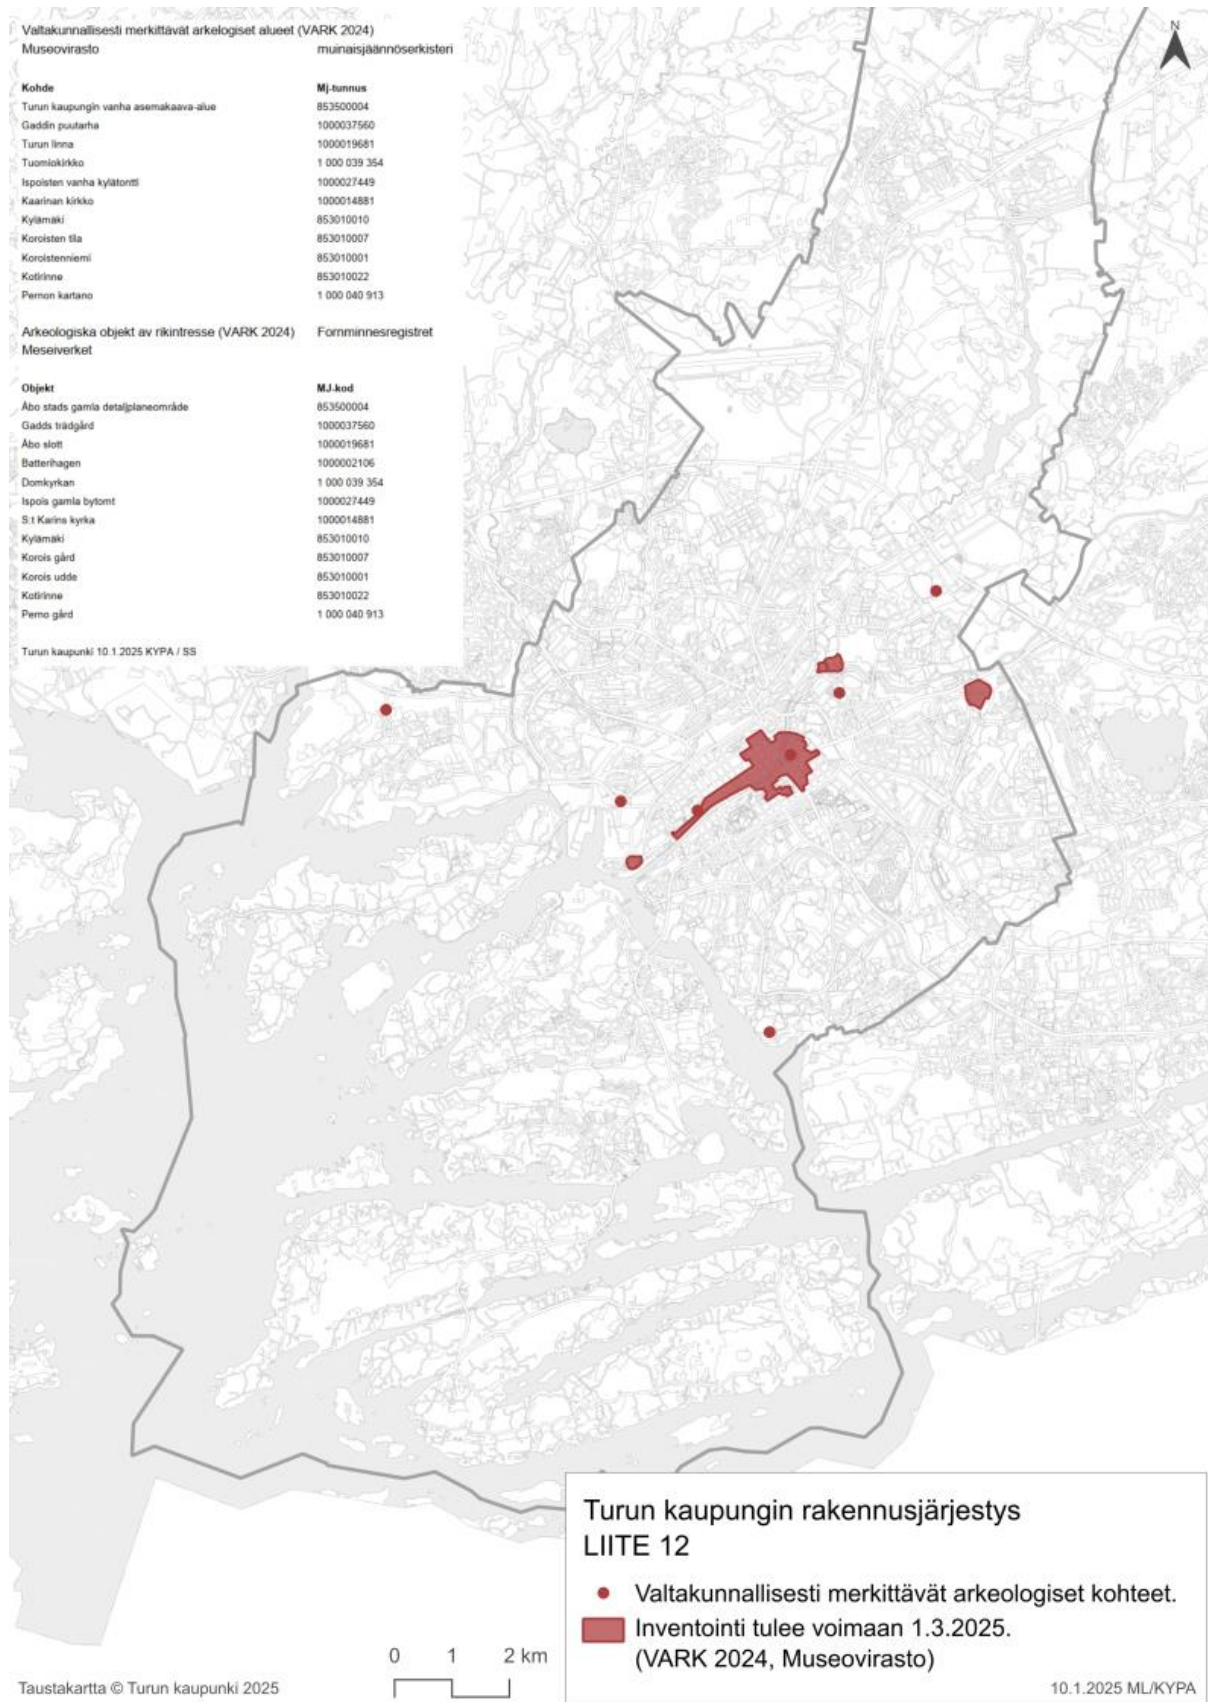 Valtakunnallisesti merkittävät arkeologiset alueet (VARK 2024)
Museovirasto muinaisjäännöserkisteri
Kohde Mj-tunnus
Turun kaupungin vanha asemakaava-alue 853500004
Gaddin puutarha 1000037560
Turun linna 1000019681
Tuomiokirkko 1 000 039 354
Ispoisten vanha kylätontti 1000027449
Kaarinan kirkko 1000014881
Kylämäki 853010010
Koroisten tila 853010007
Koroistenniemi 853010001
Kotirinne 853010022
Pernon kartano 1 000 040 913
Arkeologiska objekt av rikintresse (VARK 2024) Fornminnesregistret
Meseiverket
Objekt MJ-kod
Åbo stads gamla detaljplaneområde 853500004
Gadds trädgård 1000037560
Åbo slott 1000019681
Batterihagen 1000002106
Domkyrkan 1 000 039 354
Ispois gamla bytomt 1000027449
S:t Karins kyrka 1000014881
Kylämäki 853010010
Korois gård 853010007
Korois udde 853010001
Kotirinne 853010022
Perno gård 1 000 040 913
Turun kaupunki 10.1.2025 KYPA / SS
N
Turun kaupungin rakennusjärjestys
LIITE 12
Valtakunnallisesti merkittävät arkeologiset kohteet.
Inventointi tulee voimaan 1.3.2025.
(VARK 2024, Museovirasto)
0 1 2 km
Taustakartta © Turun kaupunki 2025
10.1.2025 ML/KYPA